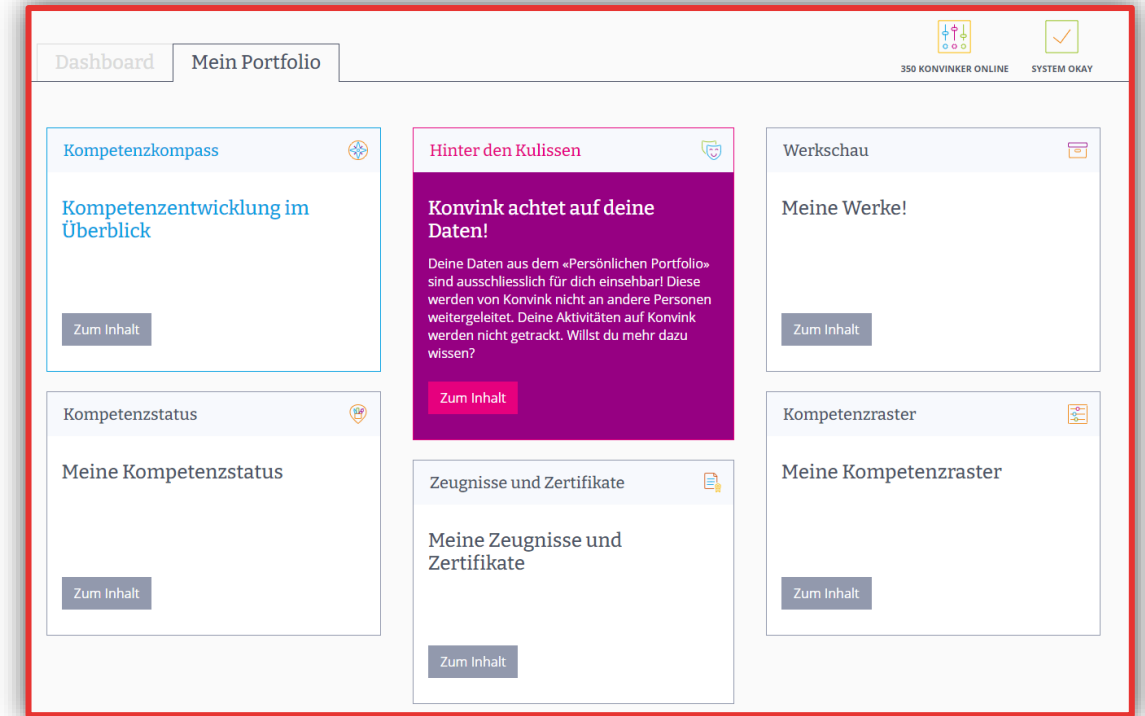 Dashboard
Mein Portfolio
350 KONVINKER ONLINE
SYSTEM OKAY
Kompetenzkompass
Kompetenzentwicklung im
Überblick
Zum Inhalt
Hinter den Kulissen
Konvink achtet auf deine
Daten!
Deine Daten aus dem «Persönlichen Portfolio»
sind ausschliesslich für dich einsehbar! Diese
werden von Konvink nicht an andere Personen
weitergeleitet. Deine Aktivitäten auf Konvink
werden nicht getrackt. Willst du mehr dazu
wissen?
Zum Inhalt
Werkschau
Meine Werke!
Zum Inhalt
Kompetenzstatus
Meine Kompetenzstatus
Zum Inhalt
Zeugnisse und Zertifikate
Meine Zeugnisse und
Zertifikate
Zum Inhalt
Kompetenzraster
Meine Kompetenzraster
Zum Inhalt